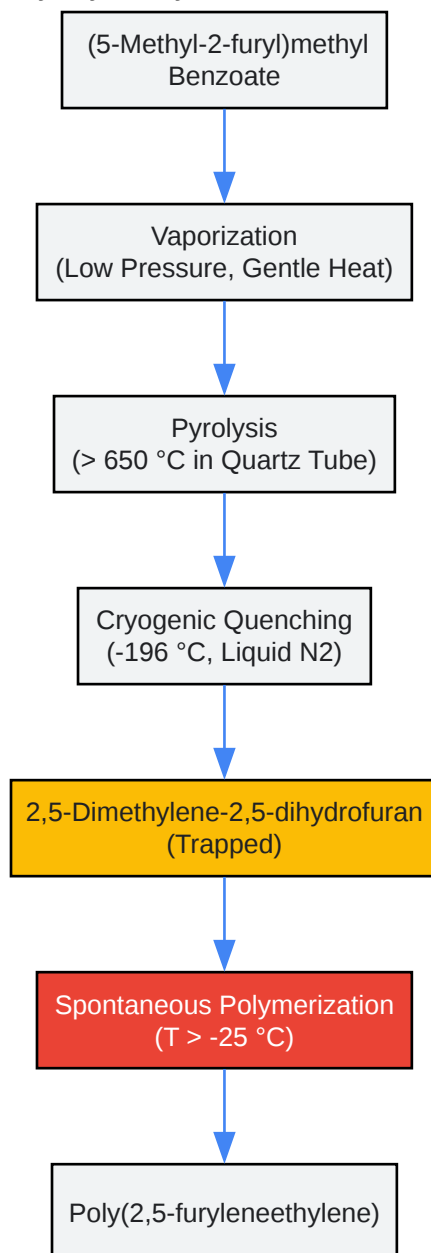 (5-Methyl-2-furyl)methyl
Benzoate
Vaporization
(Low Pressure, Gentle Heat)
Pyrolysis
(> 650 °C in Quartz Tube)
Cryogenic Quenching
(-196 °C, Liquid N2)
2,5-Dimethylene-2,5-dihydrofuran
(Trapped)
Spontaneous Polymerization
(T > -25 °C)
Poly(2,5-furyleneethylene)